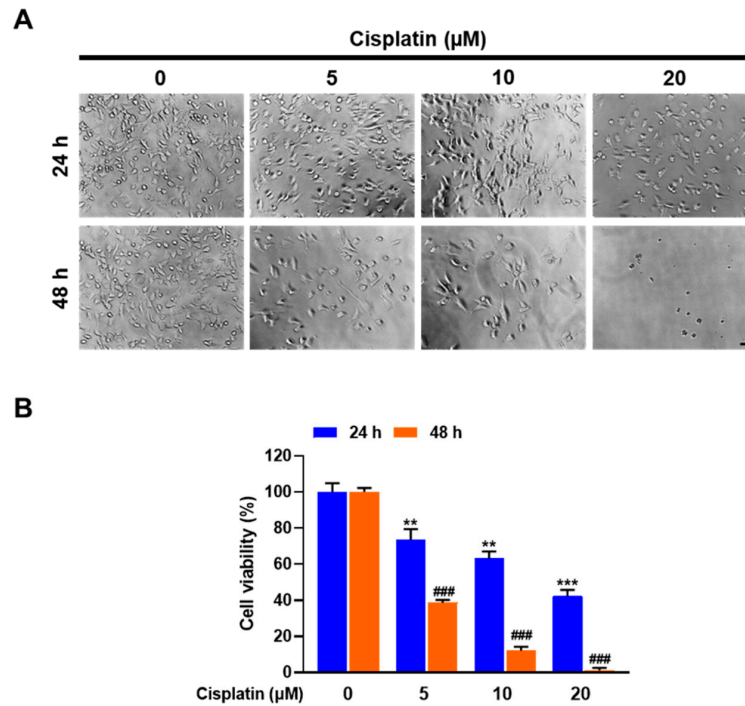 A
Cisplatin (µM)
0 5 10 20
24 h
48 h
B
24 h 48 h
120
100
80
60
40
20
0
Cell viability (%)
** ** ***
### ### ###
Cisplatin (µM) 0 5 10 20